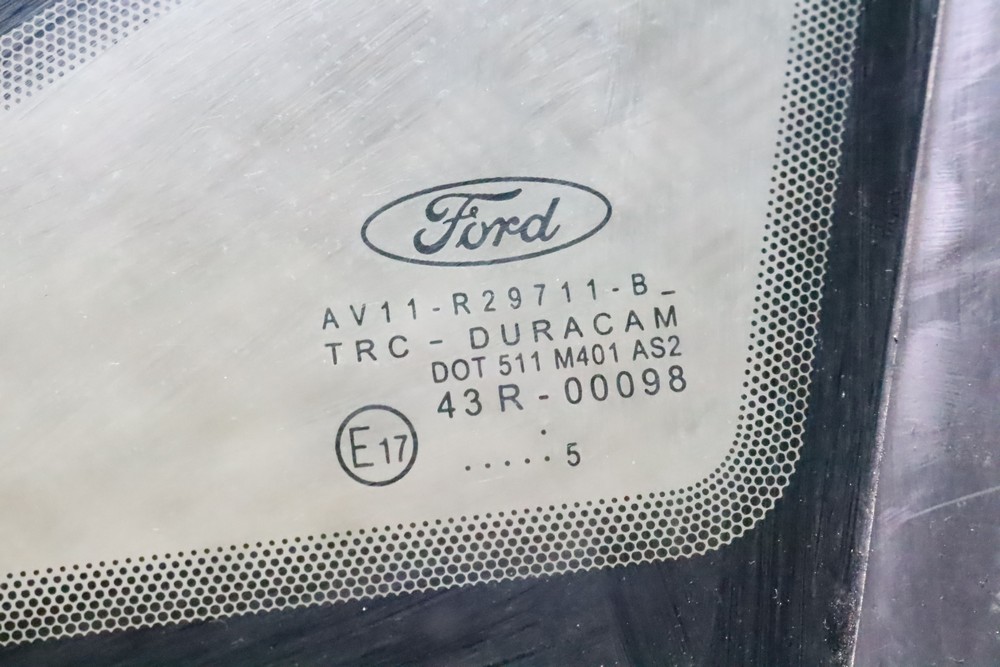 Ford
AV11-R29711-B_
TRC - DURACAM
DOT 511 M401 AS2
43R-00098
E17
. . . . . 5